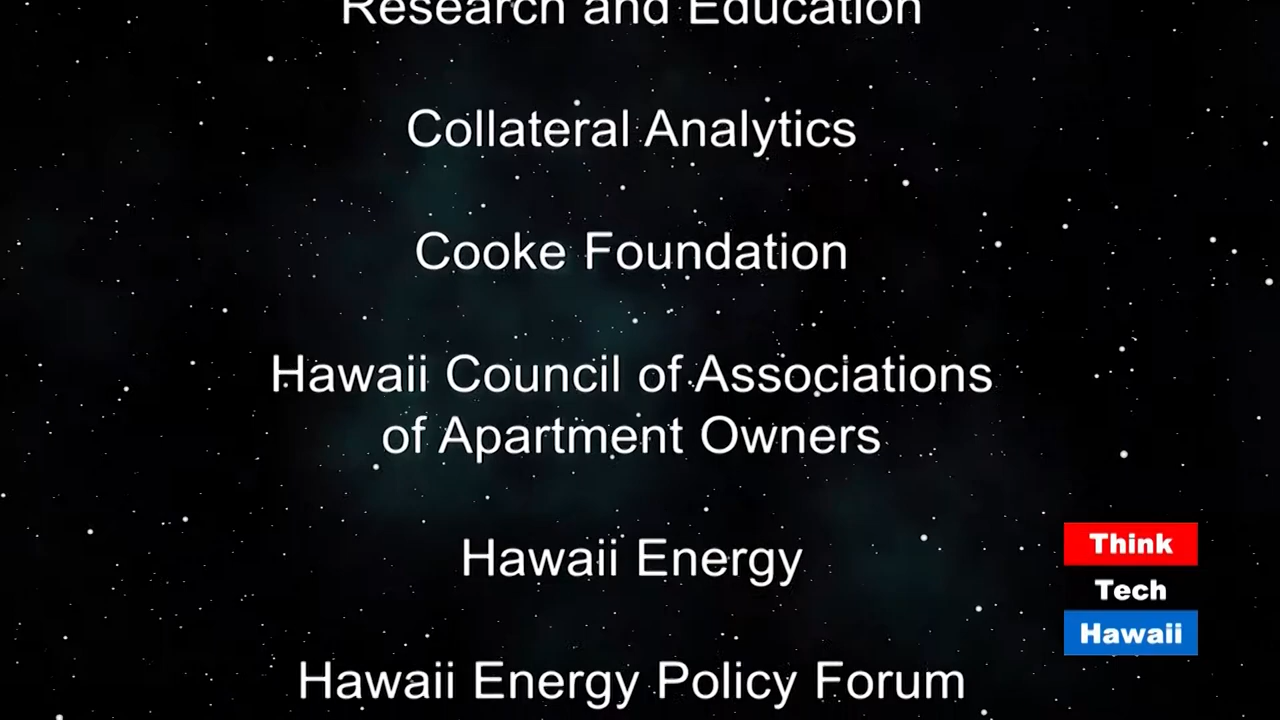 Research and Education
Collateral Analytics
Cooke Foundation
Hawaii Council of Associations
of Apartment Owners
Hawaii Energy
Hawaii Energy Policy Forum
Think
Tech
Hawaii